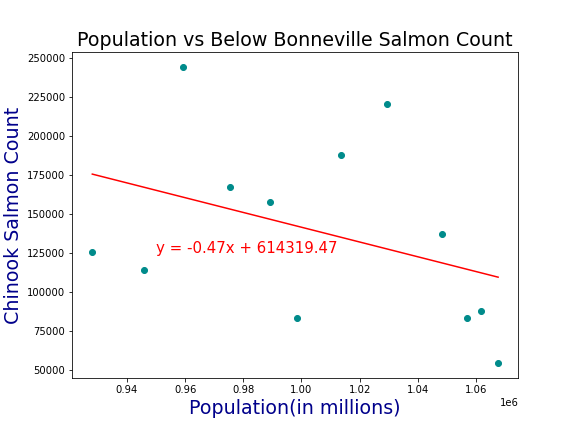 Population vs Below Bonneville Salmon Count
Chinook Salmon Count
250000
225000
200000
175000
150000
125000
100000
75000
50000
y = -0.47x + 614319.47
0.94 0.96 0.98 1.00 1.02 1.04 1.06
1e6
Population(in millions)